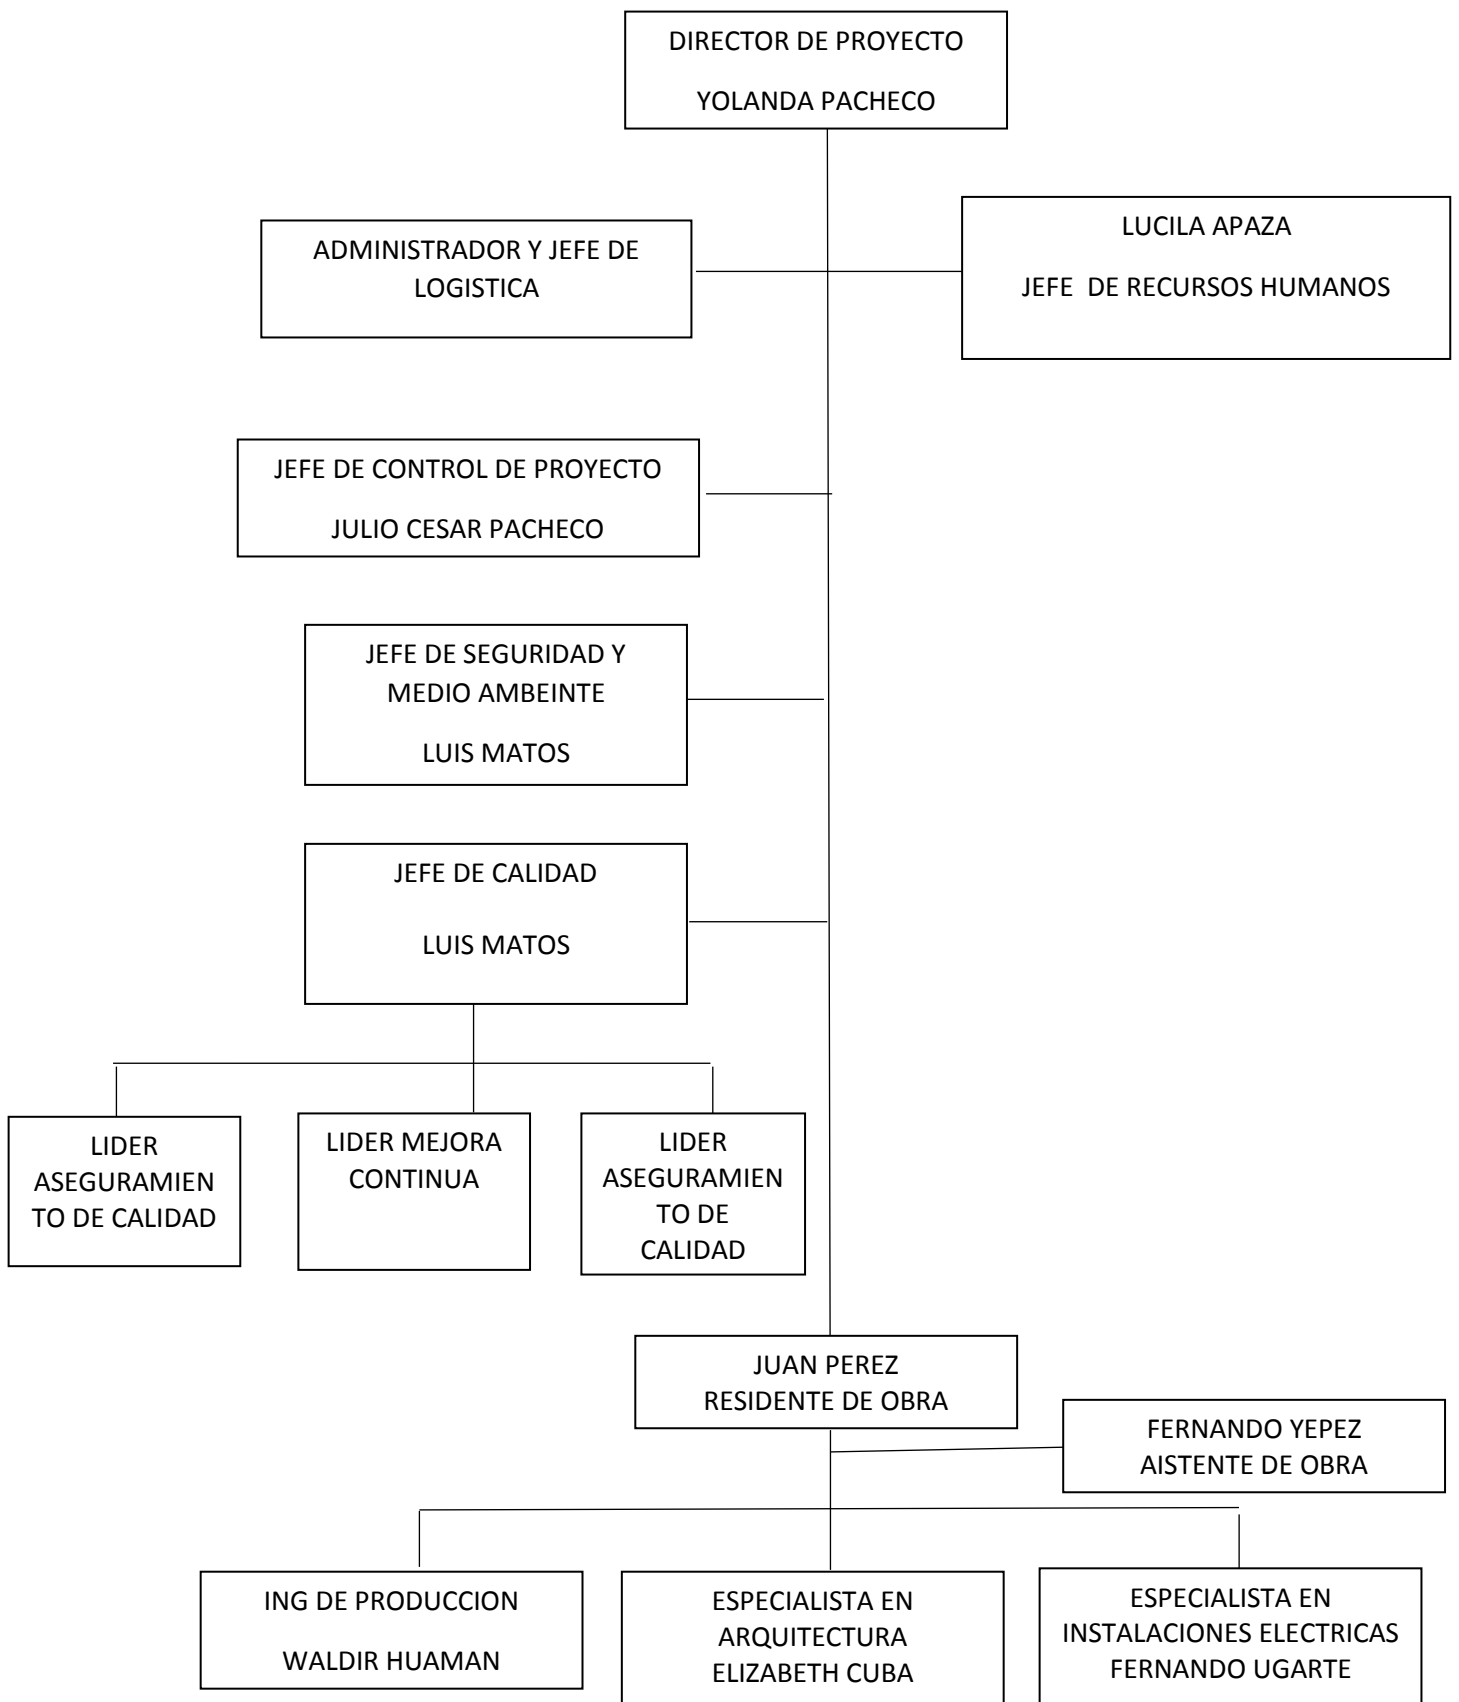 DIRECTOR DE PROYECTO
YOLANDA PACHECO
ADMINISTRADOR Y JEFE DE
LOGISTICA
LUCILA APAZA
JEFE DE RECURSOS HUMANOS
JEFE DE CONTROL DE PROYECTO
JULIO CESAR PACHECO
JEFE DE SEGURIDAD Y
MEDIO AMBEINTE
LUIS MATOS
JEFE DE CALIDAD
LUIS MATOS
LIDER
ASEGURAMIEN
TO DE CALIDAD
LIDER MEJORA
CONTINUA
LIDER
ASEGURAMIEN
TO DE
CALIDAD
JUAN PEREZ
RESIDENTE DE OBRA
FERNANDO YEPEZ
AISTENTE DE OBRA
ING DE PRODUCCION
WALDIR HUAMAN
ESPECIALISTA EN
ARQUITECTURA
ELIZABETH CUBA
ESPECIALISTA EN
INSTALACIONES ELECTRICAS
FERNANDO UGARTE